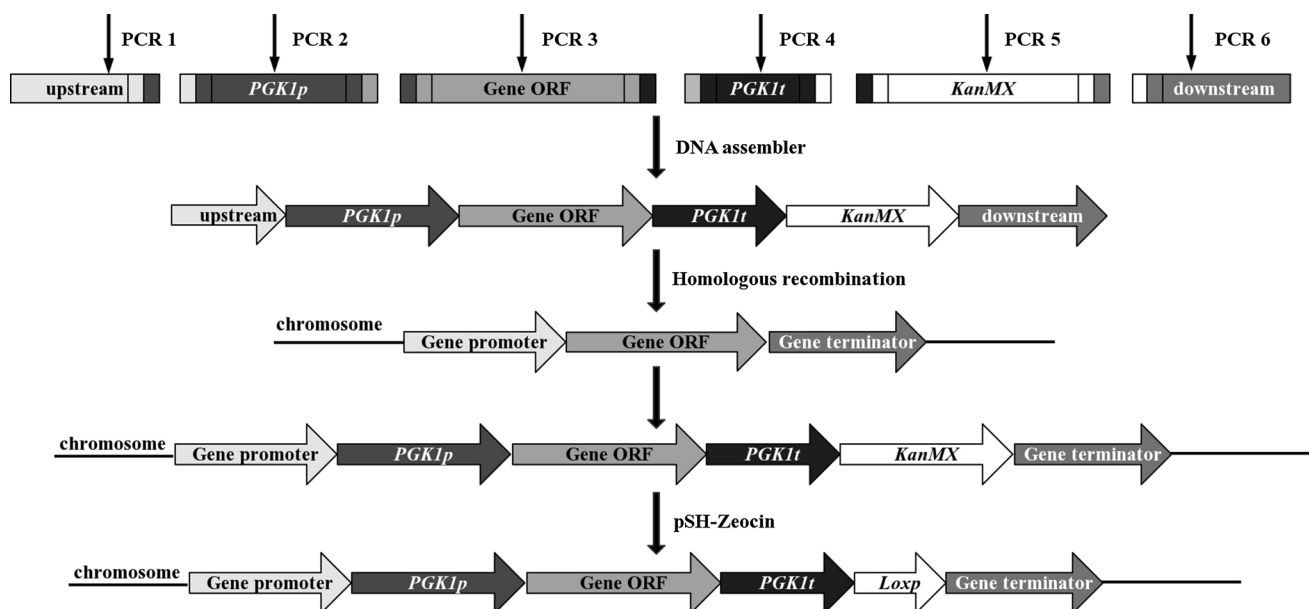 PCR 1 PCR 2 PCR 3 PCR 4 PCR 5 PCR 6
upstream PGK1p Gene ORF PGK1t KanMX downstream
DNA assembler
upstream PGK1p Gene ORF PGK1t KanMX downstream
Homologous recombination
chromosome
Gene promoter Gene ORF Gene terminator
chromosome
Gene promoter PGK1p Gene ORF PGK1t KanMX Gene terminator
pSH-Zeocin
chromosome
Gene promoter PGK1p Gene ORF PGK1t Loxp Gene terminator